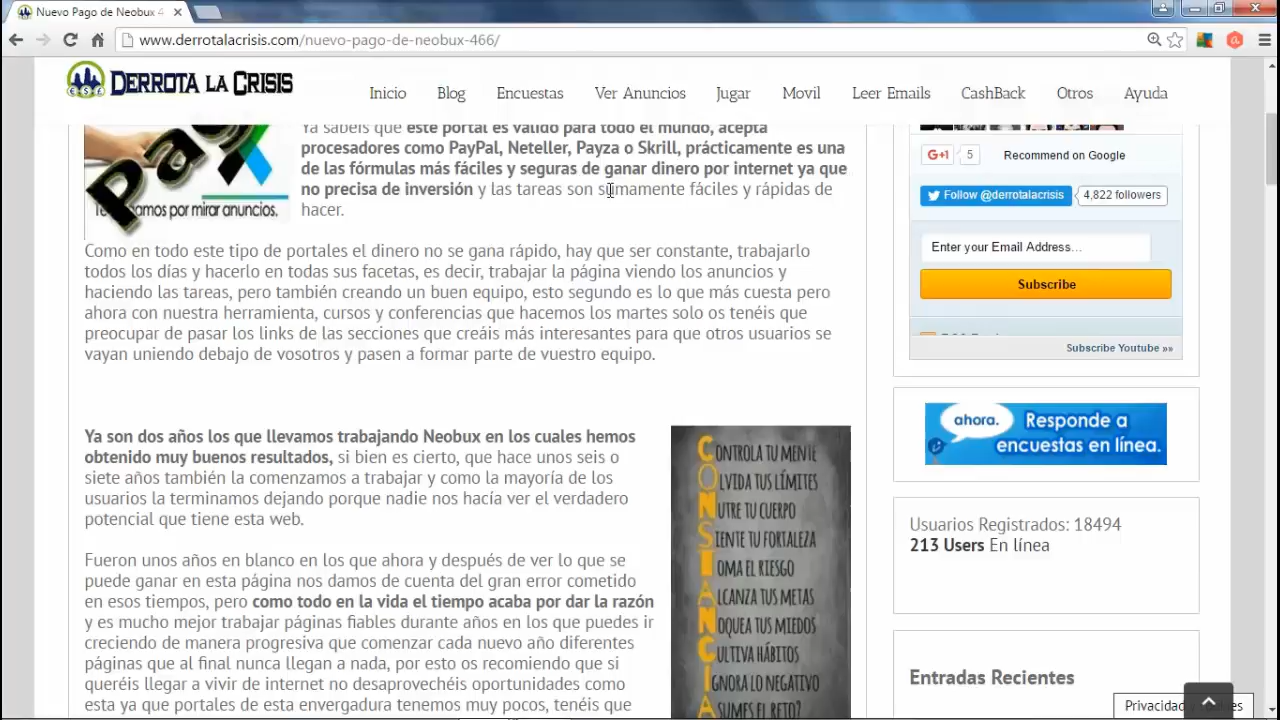 Nuevo Pago de Neobux 4
www.derrotalacrisis.com/nuevo-pago-de-neobux-466/
DERROTA LA CRISIS
Inicio
Blog
Encuestas
Ver Anuncios
Jugar
Movil
Leer Emails
CashBack
Otros
Ayuda
Ya sabéis que este portal es válido para todo el mundo, acepta
procesadores como PayPal, Neteller, Payza o Skrill, prácticamente es una
de las fórmulas más fáciles y seguras de ganar dinero por internet ya que
no precisa de inversión y las tareas son sumamente fáciles y rápidas de
hacer.
Pago
por mirar anuncios.
Como en todo este tipo de portales el dinero no se gana rápido, hay que ser constante, trabajarlo
todos los días y hacerlo en todas sus facetas, es decir, trabajar la página viendo los anuncios y
haciendo las tareas, pero también creando un buen equipo, esto segundo es lo que más cuesta pero
ahora con nuestra herramienta, cursos y conferencias que hacemos los martes solo os tenéis que
preocupar de pasar los links de las secciones que creáis más interesantes para que otros usuarios se
vayan uniendo debajo de vosotros y pasen a formar parte de vuestro equipo.
Ya son dos años los que llevamos trabajando Neobux en los cuales hemos
obtenido muy buenos resultados, si bien es cierto, que hace unos seis o
siete años también la comenzamos a trabajar y como la mayoría de los
usuarios la terminamos dejando porque nadie nos hacía ver el verdadero
potencial que tiene esta web.
Fueron unos años en blanco en los que ahora y después de ver lo que se
puede ganar en esta página nos damos de cuenta del gran error cometido
en esos tiempos, pero como todo en la vida el tiempo acaba por dar la razón
y es mucho mejor trabajar páginas fiables durante años en los que puedes ir
creciendo de manera progresiva que comenzar cada nuevo año diferentes
páginas que al final nunca llegan a nada, por esto os recomiendo que si
queréis llegar a vivir de internet no desaprovechéis oportunidades como
esta ya que portales de esta envergadura tenemos muy pocos, tenéis que
CONTROLA TU MENTE
OLVIDA TUS LÍMITES
NUTRE TU CUERPO
SIENTE TU FORTALEZA
TOMA EL RIESGO
ALCANZA TUS METAS
NOQUEA TUS MIEDOS
CULTIVA HÁBITOS
IGNORA LO NEGATIVO
ASUMES EL RETO?
G+1
5
Recommend on Google
Follow @derrotalacrisis
4,822 followers
Enter your Email Address...
Subscribe
Subscribe Youtube »»
ahora.
Responde a
encuestas en línea.
Usuarios Registrados: 18494
213 Users En línea
Entradas Recientes
Privacidad y cookies